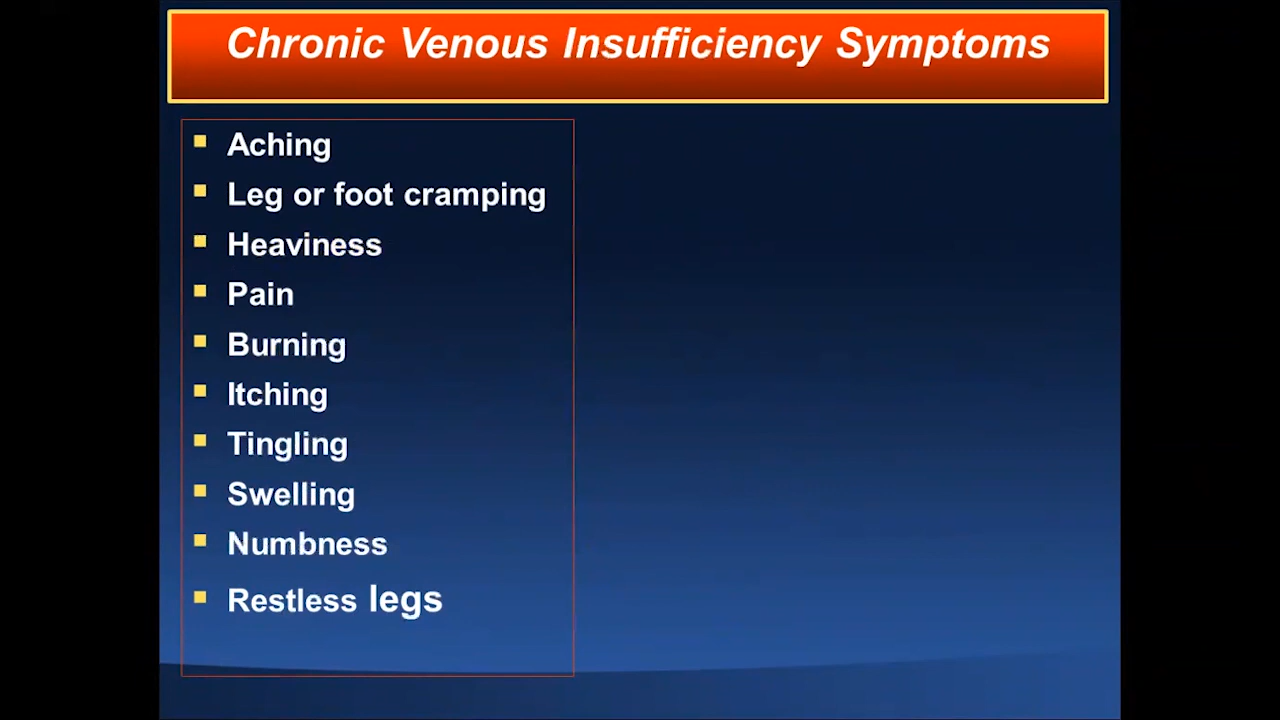 Chronic Venous Insufficiency Symptoms
Aching
Leg or foot cramping
Heaviness
Pain
Burning
Itching
Tingling
Swelling
Numbness
Restless legs